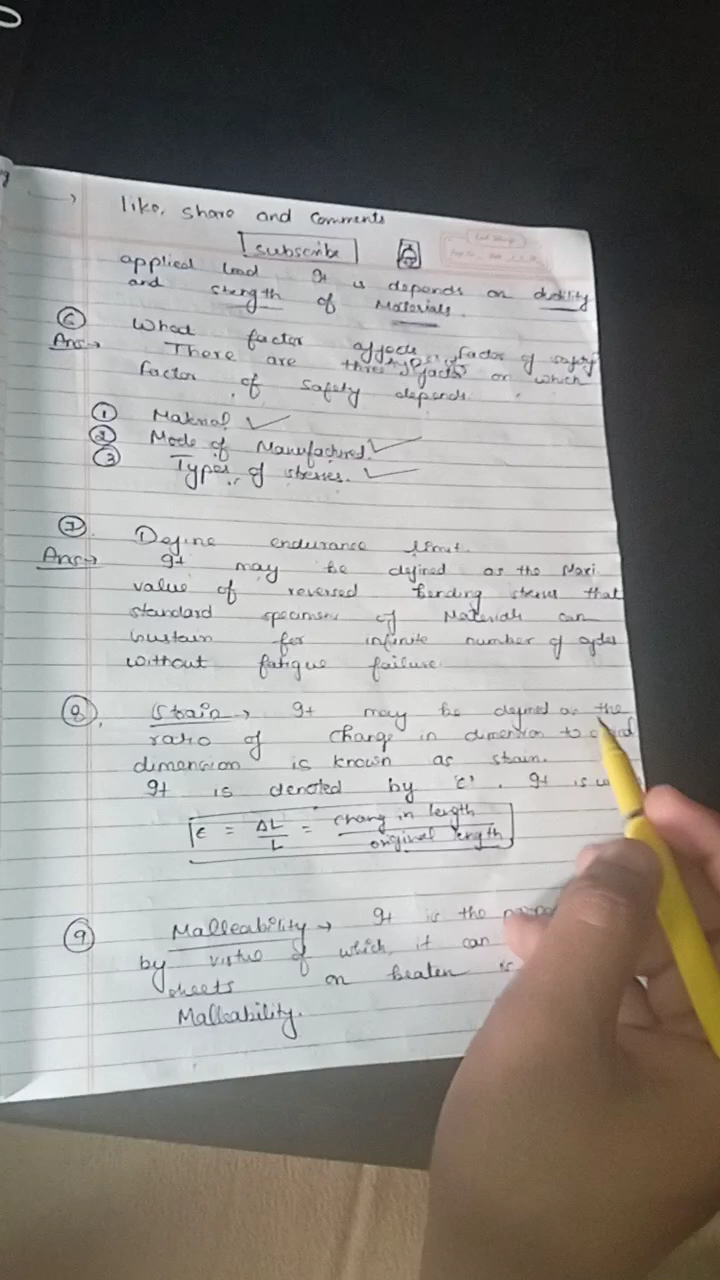 like, share and Comments
Subscribe
applied load It is depends on ductility
and stength of Materials.
6 What factor affects factor of safety
Ans → There are three types factor on which
factor of safety depends.
1 Material
2 Mode of Manufactured.
3 Types of stresses.
7 Define endurance limit.
Ans → It may be defined as the Maxi.
value of reversed bending stress that
standard specimens of Materials can
sustain for infinite number of cycles
without fatigue failure.
8. Strain → It may be defined as the
ratio of change in dimension to
dimension is known as strain.
It is denoted by 'ε'. It is
ε = ΔL/L = chang in length/original length
9 Malleability → It is the
by virtue of which it can
sheets on beaten is
Malleability.